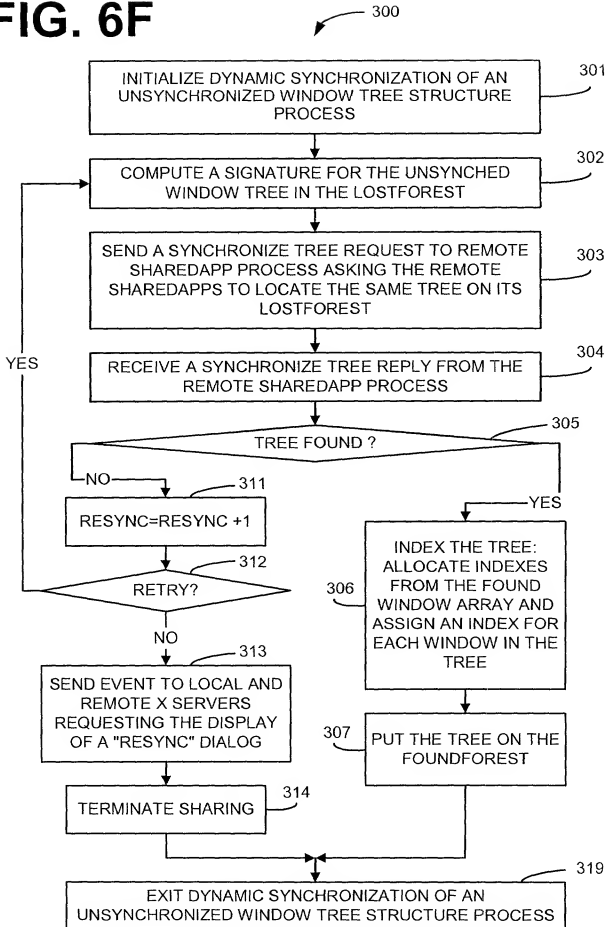 FIG. 6F
300
INITIALIZE DYNAMIC SYNCHRONIZATION OF AN
UNSYNCHRONIZED WINDOW TREE STRUCTURE
PROCESS
301
COMPUTE A SIGNATURE FOR THE UNSYNCHED
WINDOW TREE IN THE LOSTFOREST
302
SEND A SYNCHRONIZE TREE REQUEST TO REMOTE
SHAREDAPP PROCESS ASKING THE REMOTE
SHAREDAPPS TO LOCATE THE SAME TREE ON ITS
LOSTFOREST
303
RECEIVE A SYNCHRONIZE TREE REPLY FROM THE
REMOTE SHAREDAPP PROCESS
304
YES
TREE FOUND ?
305
NO
311
RESYNC=RESYNC +1
312
RETRY?
NO
313
SEND EVENT TO LOCAL AND
REMOTE X SERVERS
REQUESTING THE DISPLAY
OF A "RESYNC" DIALOG
TERMINATE SHARING
314
YES
INDEX THE TREE:
ALLOCATE INDEXES
FROM THE FOUND
WINDOW ARRAY AND
ASSIGN AN INDEX FOR
EACH WINDOW IN THE
TREE
306
307
PUT THE TREE ON THE
FOUNDFOREST
319
EXIT DYNAMIC SYNCHRONIZATION OF AN
UNSYNCHRONIZED WINDOW TREE STRUCTURE PROCESS